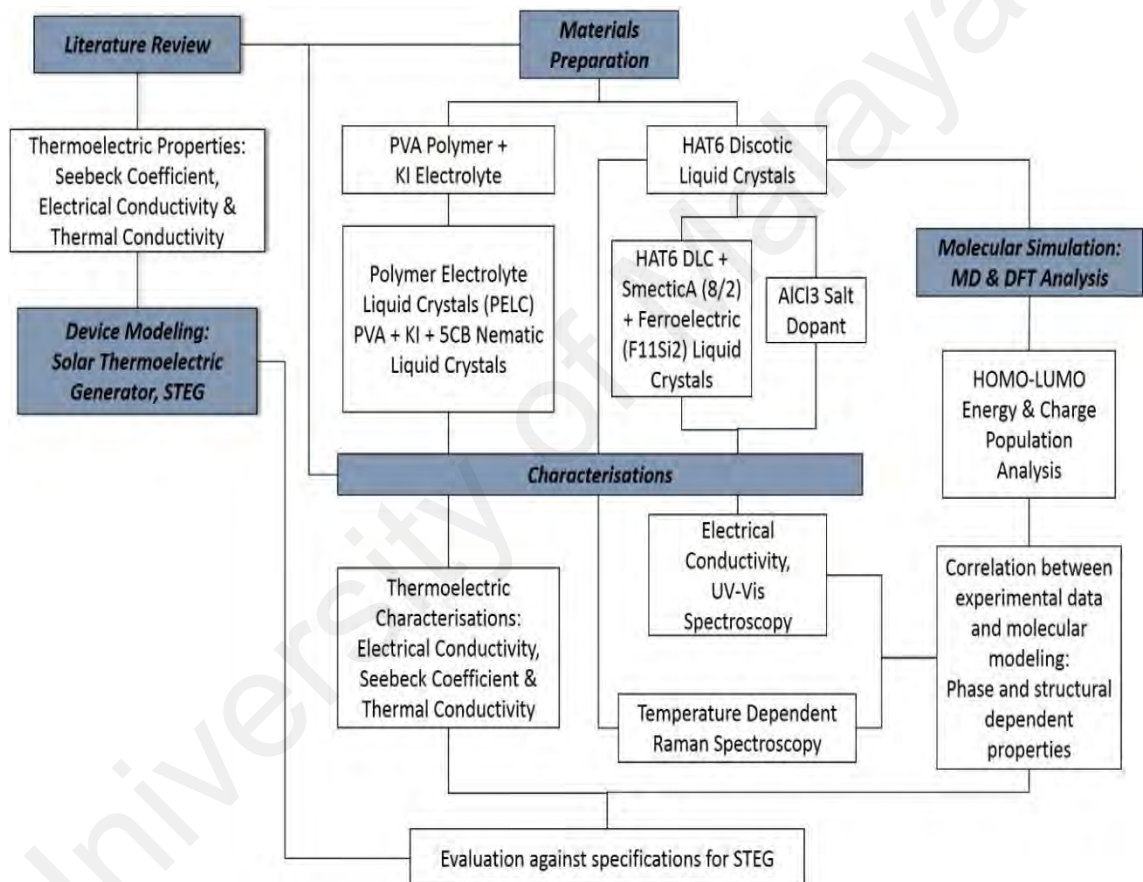 Literature Review
Materials
Preparation
Thermoelectric Properties:
Seebeck Coefficient,
Electrical Conductivity &
Thermal Conductivity
PVA Polymer +
KI Electrolyte
HAT6 Discotic
Liquid Crystals
Device Modeling:
Solar Thermoelectric
Generator, STEG
Polymer Electrolyte
Liquid Crystals (PELC)
PVA + KI + 5CB Nematic
Liquid Crystals
HAT6 DLC +
SmecticA (8/2)
+ Ferroelectric
(F11Si2) Liquid
Crystals
AlCl3 Salt
Dopant
Molecular Simulation:
MD & DFT Analysis
HOMO-LUMO
Energy & Charge
Population
Analysis
Characterisations
Thermoelectric
Characterisations:
Electrical Conductivity,
Seebeck Coefficient &
Thermal Conductivity
Electrical
Conductivity,
UV-Vis
Spectroscopy
Temperature Dependent
Raman Spectroscopy
Correlation between
experimental data
and molecular
modeling:
Phase and structural
dependent
properties
Evaluation against specifications for STEG
University of Malaya